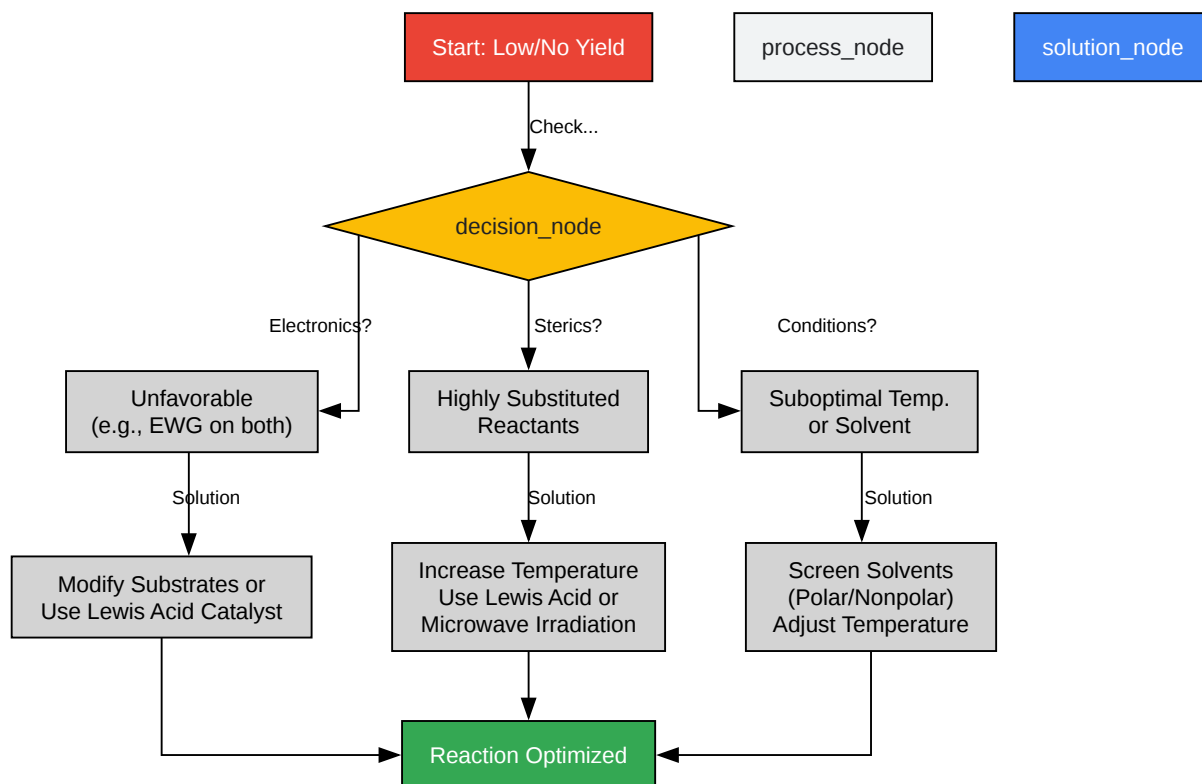 Start: Low/No Yield
process_node
solution_node
Check...
decision_node
Electronics?
Sterics?
Conditions?
Unfavorable
(e.g., EWG on both)
Highly Substituted
Reactants
Suboptimal Temp.
or Solvent
Solution
Solution
Solution
Modify Substrates or
Use Lewis Acid Catalyst
Increase Temperature
Use Lewis Acid or
Microwave Irradiation
Screen Solvents
(Polar/Nonpolar)
Adjust Temperature
Reaction Optimized